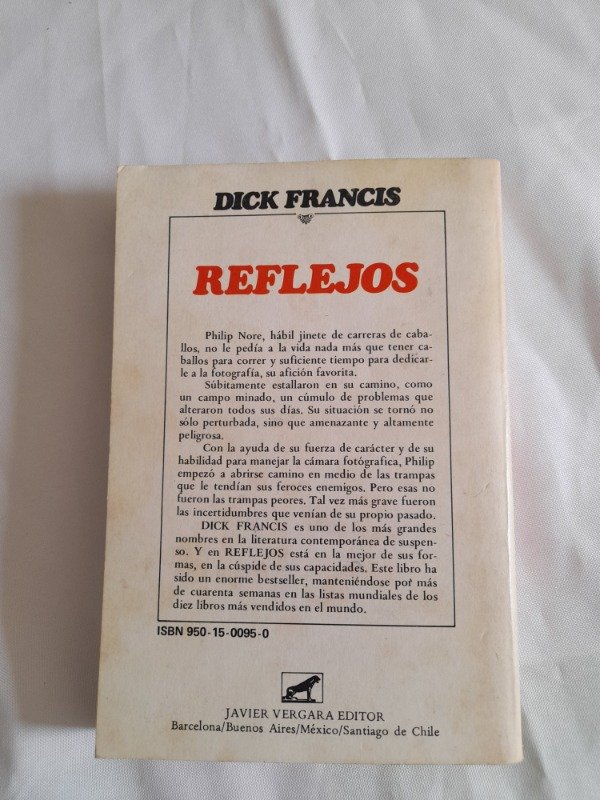 DICK FRANCIS
REFLEJOS
Philip Nore, hábil jinete de carreras de caba-
llos, no le pedía a la vida nada más que tener ca-
ballos para correr y suficiente tiempo para dedicar-
le a la fotografía, su afición favorita.
Súbitamente estallaron en su camino, como
un campo minado, un cúmulo de problemas que
alteraron todos sus días. Su situación se tornó no
sólo perturbada, sino que amenazante y altamente
peligrosa.
Con la ayuda de su fuerza de carácter y de su
habilidad para manejar la cámara fotógrafica, Philip
empezó a abrirse camino en medio de las trampas
que le tendían sus feroces enemigos. Pero esas no
fueron las trampas peores. Tal vez más grave fueron
las incertidumbres que venían de su propio pasado.
DICK FRANCIS es uno de los más grandes
nombres en la literatura contemporánea de suspen-
so. Y en REFLEJOS está en la mejor de sus for-
mas, en la cúspide de sus capacidades. Este libro ha
sido un enorme bestseller, manteniéndose por más
de cuarenta semanas en las listas mundiales de los
diez libros más vendidos en el mundo.
ISBN 950-15-0095-0
JAVIER VERGARA EDITOR
Barcelona/Buenos Aires/México/Santiago de Chile